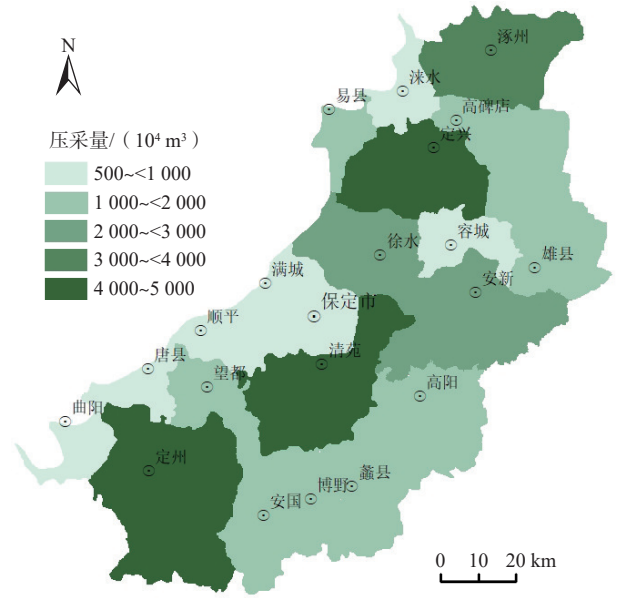 N
压采量/（10⁴ m³）
500~<1 000
1 000~<2 000
2 000~<3 000
3 000~<4 000
4 000~5 000
涿州
涞水
易县
高碑店
定兴
容城
徐水
雄县
满城
安新
保定市
顺平
清苑
唐县
望都
高阳
曲阳
定州
蠡县
博野
安国
0 10 20 km